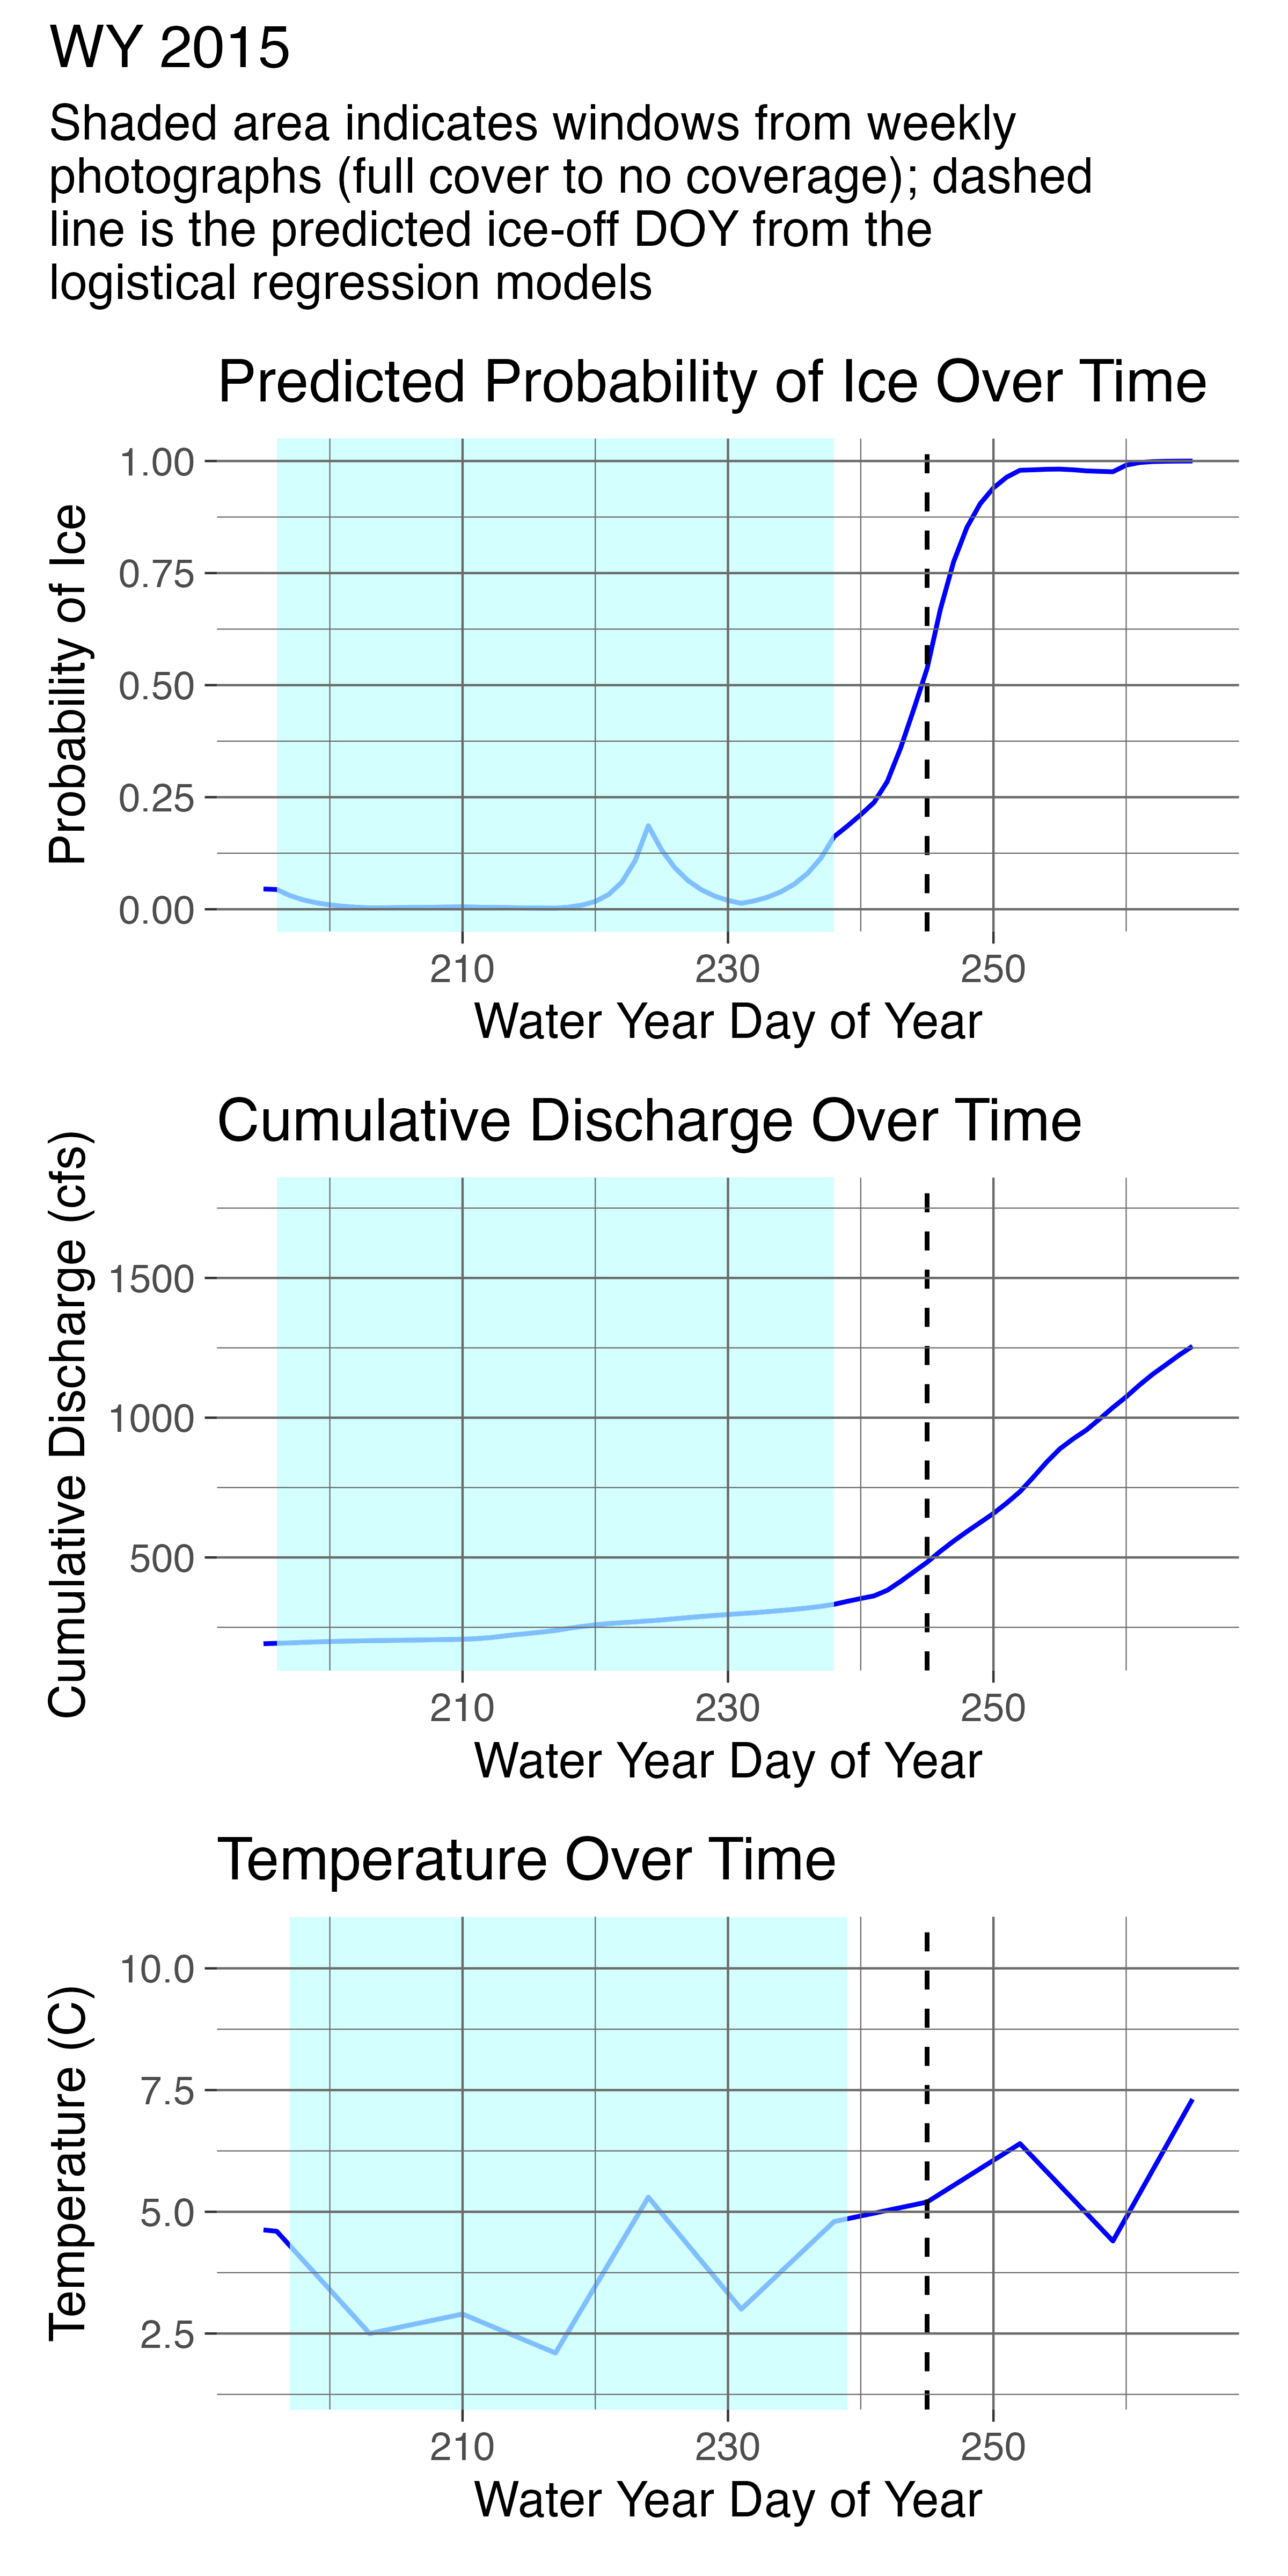 WY 2015
Shaded area indicates windows from weekly
photographs (full cover to no coverage); dashed
line is the predicted ice-off DOY from the
logistical regression models
Predicted Probability of Ice Over Time
Probability of Ice
1.00
0.75
0.50
0.25
0.00
210 230 250
Water Year Day of Year
Cumulative Discharge Over Time
Cumulative Discharge (cfs)
1500
1000
500
210 230 250
Water Year Day of Year
Temperature Over Time
Temperature (C)
10.0
7.5
5.0
2.5
210 230 250
Water Year Day of Year